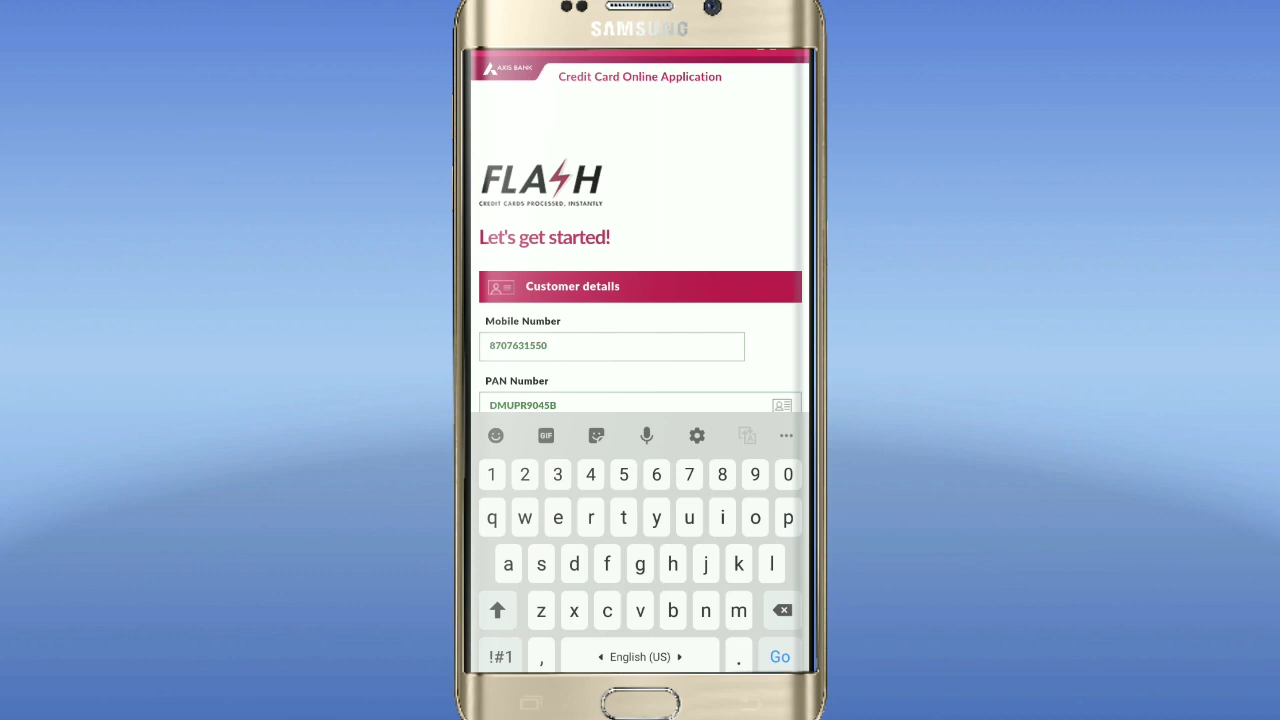 SAMSUNG
AXIS BANK
Credit Card Online Application
FLASH
CREDIT CARDS PROCESSED, INSTANTLY
Let's get started!
Customer details
Mobile Number
8707631550
PAN Number
DMUPR9045B
GIF
1 2 3 4 5 6 7 8 9 0
q w e r t y u i o p
a s d f g h j k l
z x c v b n m
!#1 , English (US) . Go